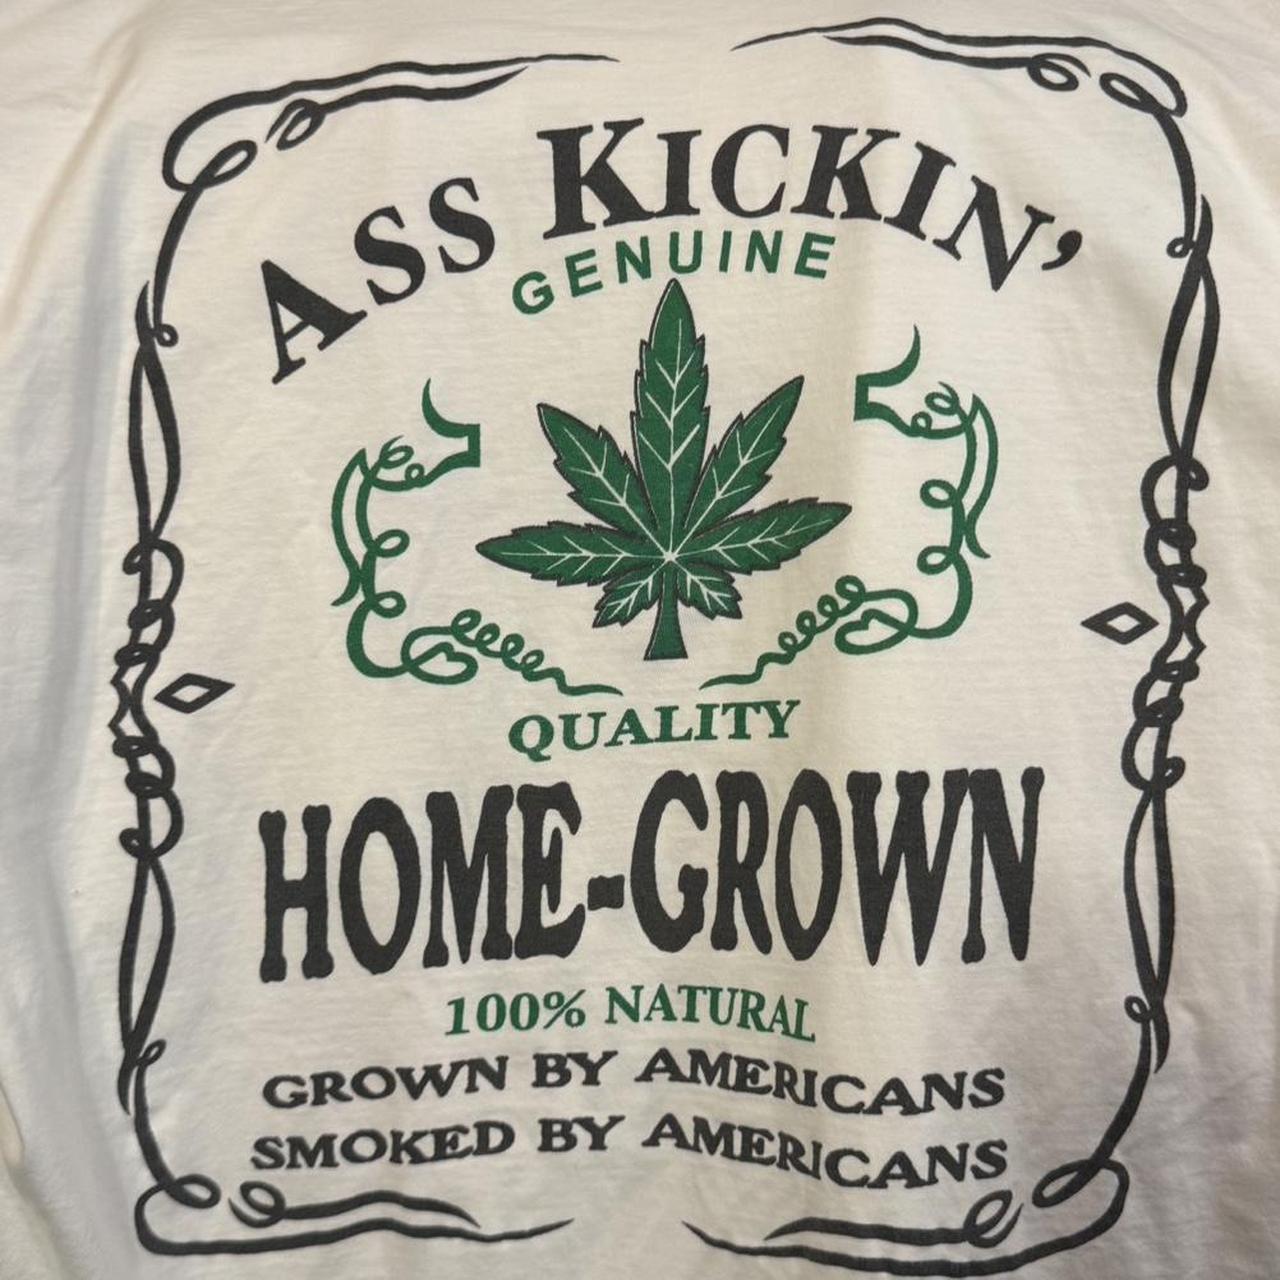 ASS KICKIN'
GENUINE
QUALITY
HOME-GROWN
100% NATURAL
GROWN BY AMERICANS
SMOKED BY AMERICANS